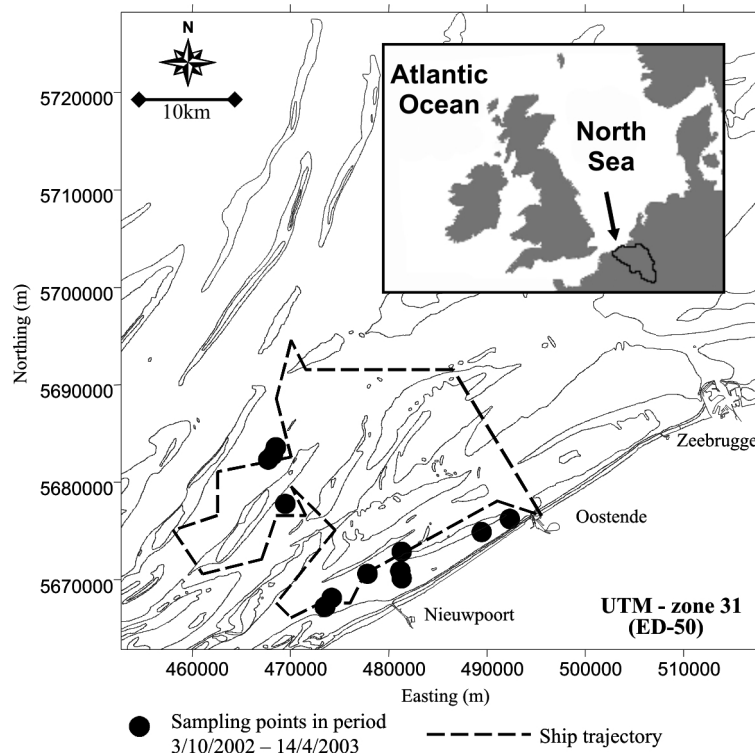 N
10km
Atlantic
Ocean
North
Sea
5720000
5710000
5700000
5690000
5680000
5670000
Northing (m)
Zeebrugge
Oostende
Nieuwpoort
UTM - zone 31
(ED-50)
460000 470000 480000 490000 500000 510000
Easting (m)
Sampling points in period
3/10/2002 – 14/4/2003
Ship trajectory